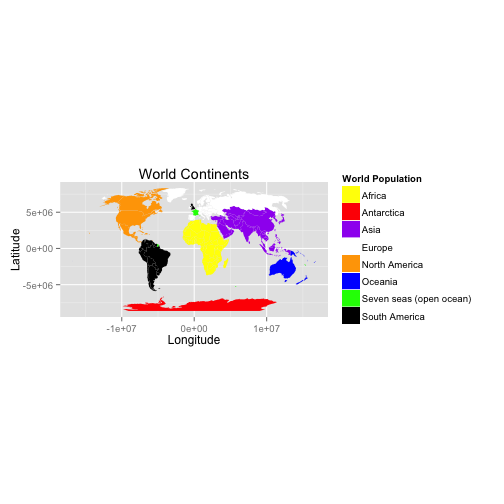 World Continents
World Population
Africa
Antarctica
Asia
Europe
North America
Oceania
Seven seas (open ocean)
South America
Latitude
5e+06
0e+00
-5e+06
-1e+07 0e+00 1e+07
Longitude